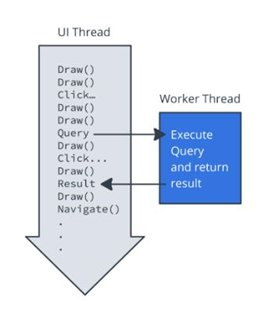 UI Thread
Draw()
Draw()
Click…
Draw()
Draw()
Query
Draw()
Click...
Draw()
Result
Draw()
Navigate()
.
.
.
Worker Thread
Execute
Query
and return
result